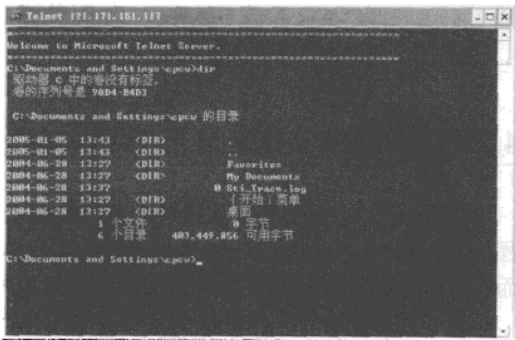 Telnet 171.171.151.117
Welcome to Microsoft Telnet Server.
C:\Documents and Settings\cpcw>dir
驱动器 C 中的卷没有标签。
卷的序列号是 98D4-B4D3
C:\Documents and Settings\cpcw 的目录
2005-01-05 13:43 <DIR> .
2005-01-05 13:43 <DIR> ..
2004-06-28 13:27 <DIR> Favorites
2004-06-28 13:27 <DIR> My Documents
2004-06-28 13:37 0 Sti_Trace.log
2004-06-28 13:27 <DIR> 「开始」菜单
2004-06-28 13:27 <DIR> 桌面
1 个文件 0 字节
6 个目录 403,449,856 可用字节
C:\Documents and Settings\cpcw>_